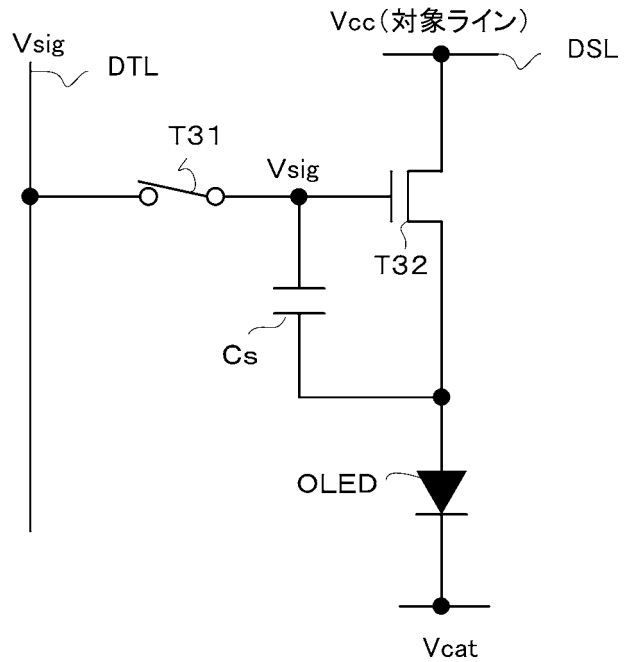 Vcc(対象ライン)
Vsig
DTL
DSL
T31
Vsig
T32
Cs
OLED
Vcat